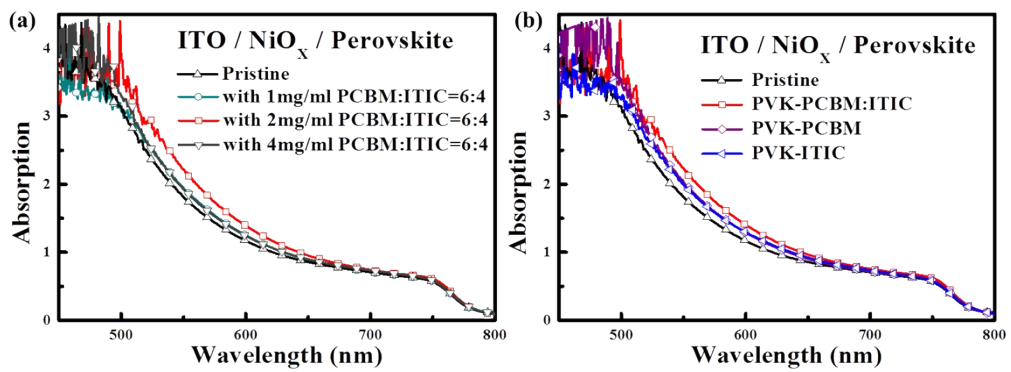 (a)
ITO / NiOX / Perovskite
Pristine
with 1mg/ml PCBM:ITIC=6:4
with 2mg/ml PCBM:ITIC=6:4
with 4mg/ml PCBM:ITIC=6:4
Absorption
4
3
2
1
0
500 600 700 800
Wavelength (nm)
(b)
ITO / NiOX / Perovskite
Pristine
PVK-PCBM:ITIC
PVK-PCBM
PVK-ITIC
Absorption
4
3
2
1
0
500 600 700 800
Wavelength (nm)